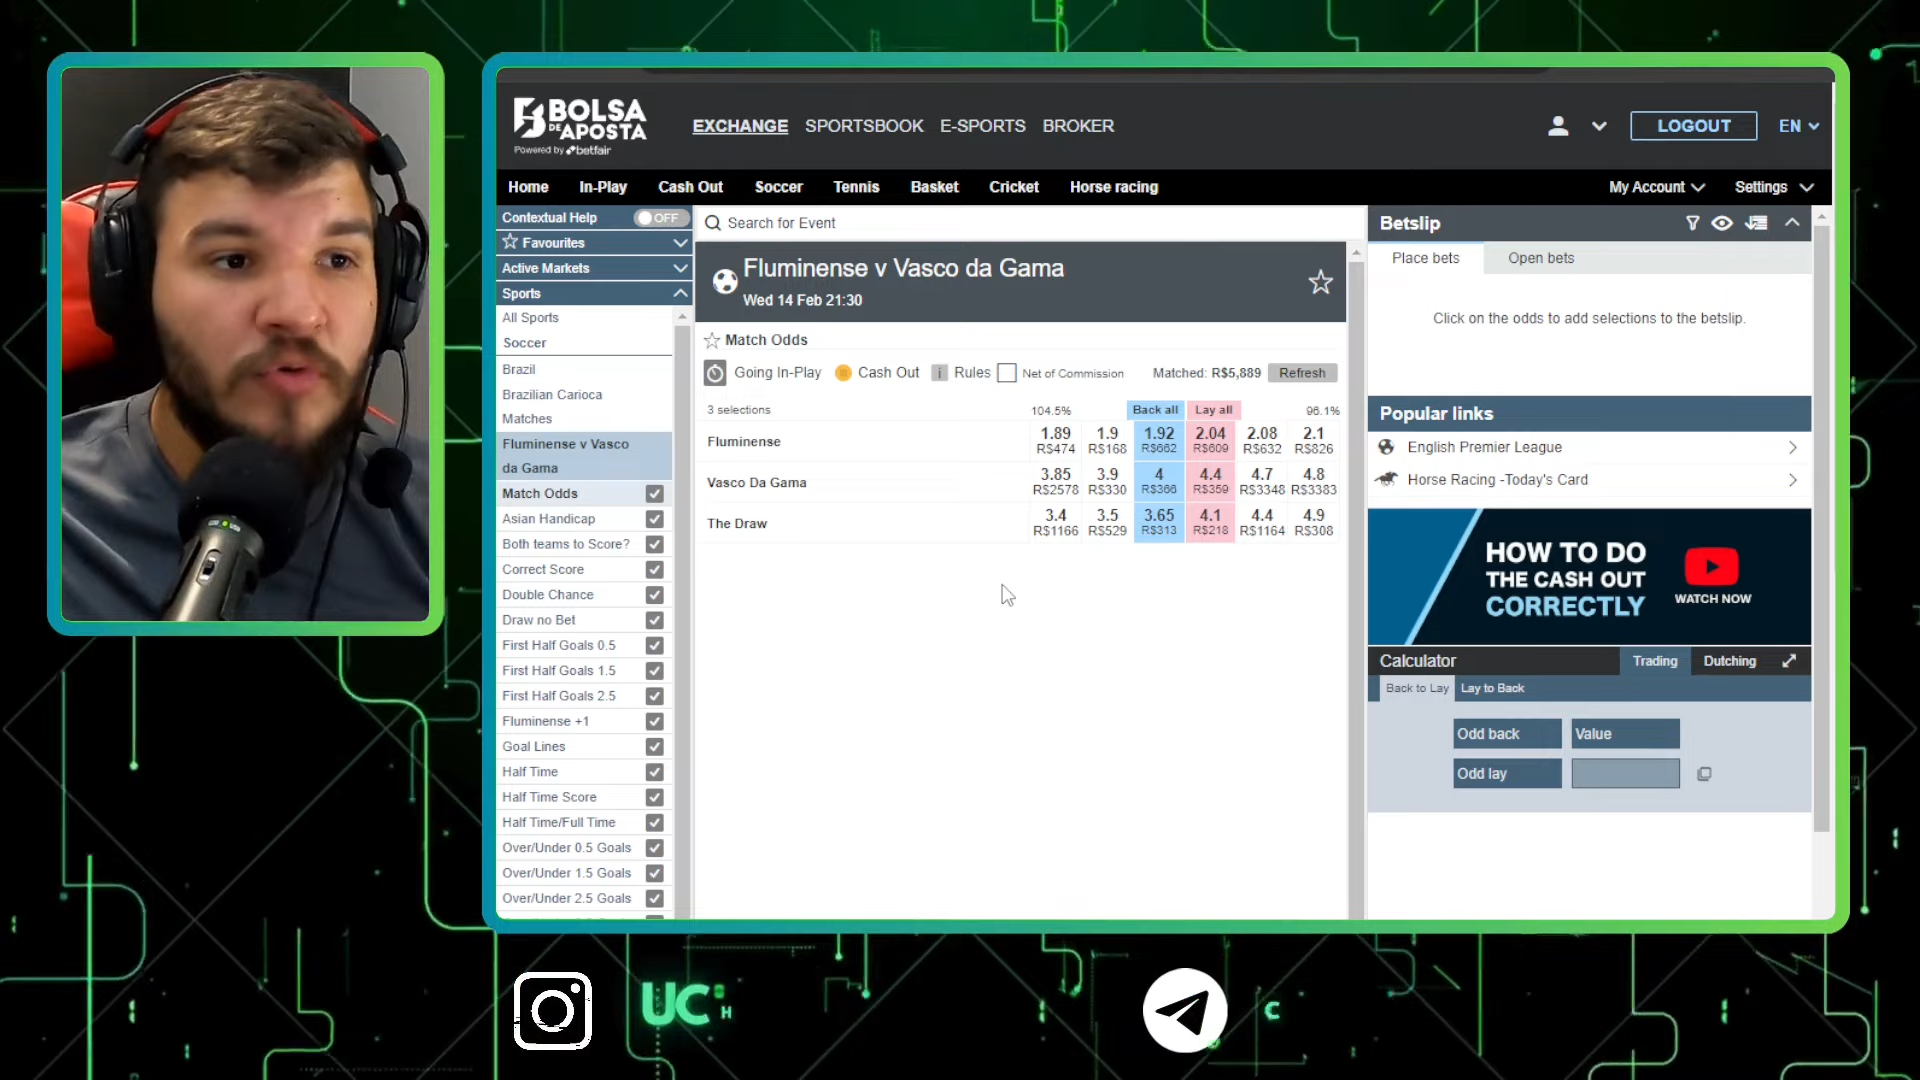 BOLSA
DE APOSTA
Powered by betfair
EXCHANGE SPORTSBOOK E-SPORTS BROKER
LOGOUT
EN
Home In-Play Cash Out Soccer Tennis Basket Cricket Horse racing
My Account Settings
Contextual Help OFF
Favourites
Active Markets
Sports
All Sports
Soccer
Brazil
Brazilian Carioca
Matches
Fluminense v Vasco
da Gama
Match Odds
Asian Handicap
Both teams to Score?
Correct Score
Double Chance
Draw no Bet
First Half Goals 0.5
First Half Goals 1.5
First Half Goals 2.5
Fluminense +1
Goal Lines
Half Time
Half Time Score
Half Time/Full Time
Over/Under 0.5 Goals
Over/Under 1.5 Goals
Over/Under 2.5 Goals
Search for Event
Fluminense v Vasco da Gama
Wed 14 Feb 21:30
Match Odds
Going In-Play Cash Out i Rules Net of Commission Matched: R$5,889 Refresh
3 selections 104.5% Back all Lay all 96.1%
Fluminense 1.89 1.9 1.92 2.04 2.08 2.1
R$474 R$168 R$662 R$609 R$632 R$826
Vasco Da Gama 3.85 3.9 4 4.4 4.7 4.8
R$2578 R$330 R$366 R$359 R$3348 R$3383
The Draw 3.4 3.5 3.65 4.1 4.4 4.9
R$1166 R$529 R$313 R$218 R$1164 R$308
Betslip
Place bets Open bets
Click on the odds to add selections to the betslip.
Popular links
English Premier League
Horse Racing -Today's Card
HOW TO DO
THE CASH OUT
CORRECTLY
WATCH NOW
Calculator Trading Dutching
Back to Lay Lay to Back
Odd back Value
Odd lay
UC H
C